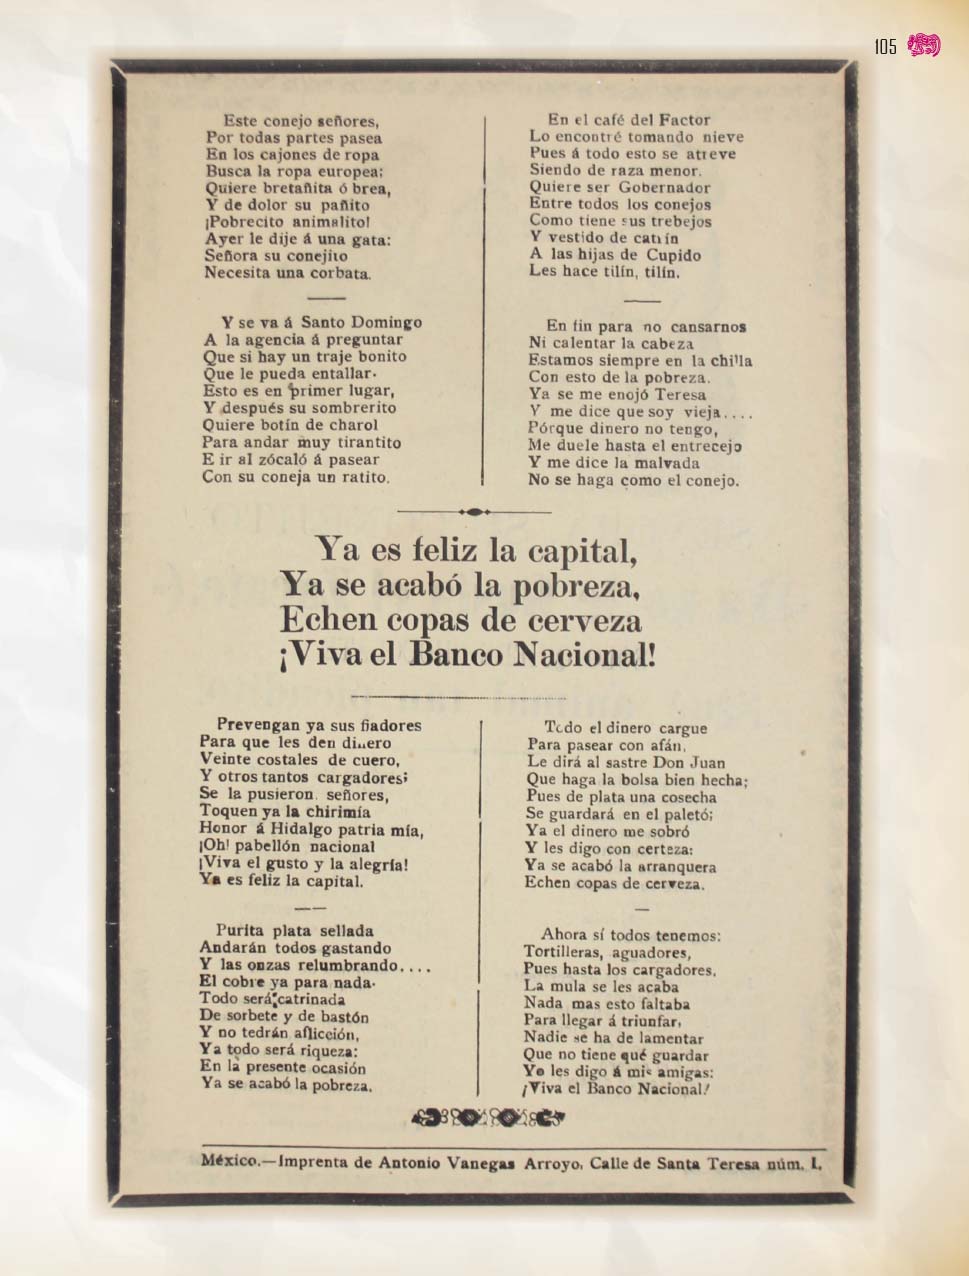 105
Este conejo señores,
Por todas partes pasea
En los cajones de ropa
Busca la ropa europea;
Quiere bretañita ó brea,
Y de dolor su pañito
¡Pobrecito animalito!
Ayer le dije á una gata:
Señora su conejito
Necesita una corbata.
Y se va á Santo Domingo
A la agencia á preguntar
Que si hay un traje bonito
Que le pueda entallar.
Esto es en primer lugar,
Y después su sombrerito
Quiere botín de charol
Para andar muy tirantito
E ir al zócaló á pasear
Con su coneja un ratito.
En el café del Factor
Lo encontré tomando nieve
Pues á todo esto se atreve
Siendo de raza menor.
Quiere ser Gobernador
Entre todos los conejos
Como tiene sus trebejos
Y vestido de catrín
A las hijas de Cupido
Les hace tilín, tilín.
En fin para no cansarnos
Ni calentar la cabeza
Estamos siempre en la chilla
Con esto de la pobreza.
Ya se me enojó Teresa
Y me dice que soy vieja....
Pórque dinero no tengo,
Me duele hasta el entrecejo
Y me dice la malvada
No se haga como el conejo.
Ya es feliz la capital,
Ya se acabó la pobreza,
Echen copas de cerveza
¡Viva el Banco Nacional!
Prevengan ya sus fiadores
Para que les den dinero
Veinte costales de cuero,
Y otros tantos cargadores;
Se la pusieron señores,
Toquen ya la chirimía
Honor á Hidalgo patria mía,
¡Oh! pabellón nacional
¡Viva el gusto y la alegría!
Ya es feliz la capital.
Purita plata sellada
Andarán todos gastando
Y las onzas relumbrando....
El cobre ya para nada.
Todo será catrinada
De sorbete y de bastón
Y no tedrán aflicción,
Ya todo será riqueza:
En la presente ocasión
Ya se acabó la pobreza.
Todo el dinero cargue
Para pasear con afán,
Le dirá al sastre Don Juan
Que haga la bolsa bien hecha;
Pues de plata una cosecha
Se guardará en el paletó;
Ya el dinero me sobró
Y les digo con certeza:
Ya se acabó la arranquera
Echen copas de cerveza.
Ahora sí todos tenemos:
Tortilleras, aguadores,
Pues hasta los cargadores,
La mula se les acaba
Nada mas esto faltaba
Para llegar á triunfar,
Nadie se ha de lamentar
Que no tiene qué guardar
Yo les digo á mis amigas:
¡Viva el Banco Nacional!
México.—Imprenta de Antonio Vanegas Arroyo, Calle de Santa Teresa núm. 1.